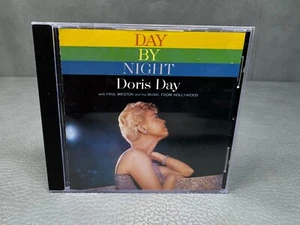 DAY
BY
NIGHT
Doris Day
with PAUL WESTON and his MUSIC FROM HOLLYWOOD